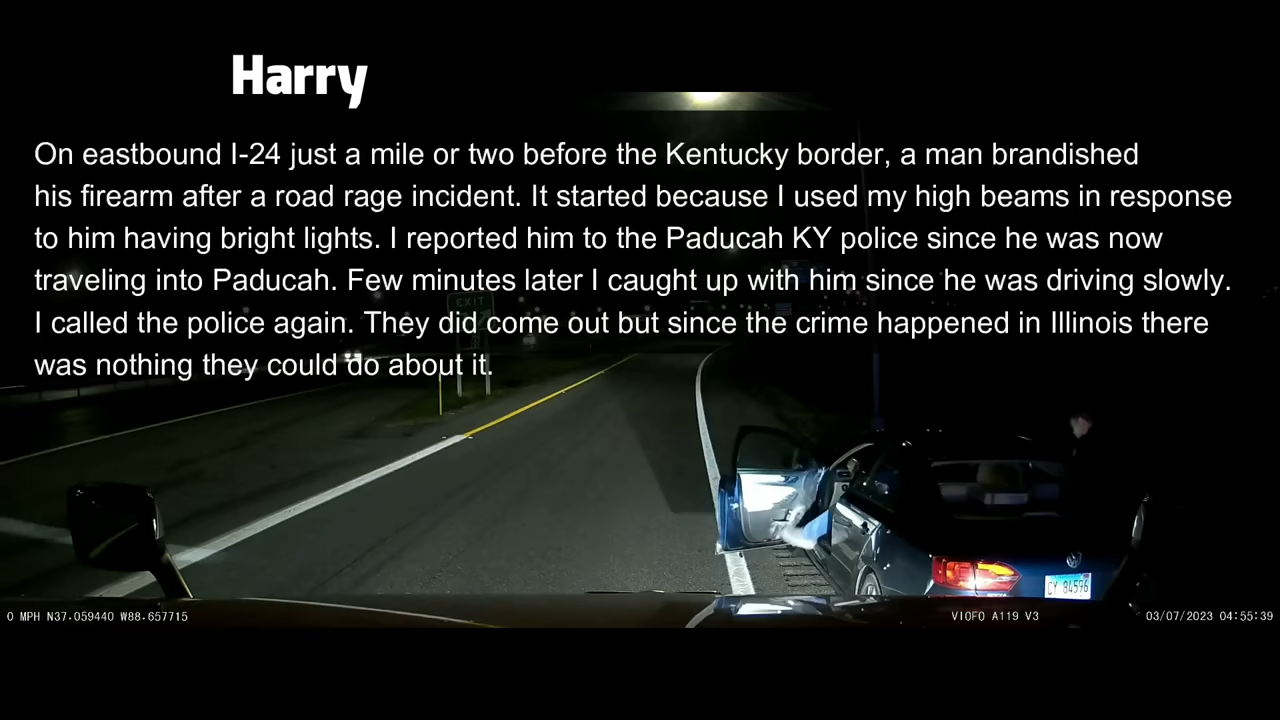 Harry
On eastbound I-24 just a mile or two before the Kentucky border, a man brandished
his firearm after a road rage incident. It started because I used my high beams in response
to him having bright lights. I reported him to the Paducah KY police since he was now
traveling into Paducah. Few minutes later I caught up with him since he was driving slowly.
I called the police again. They did come out but since the crime happened in Illinois there
was nothing they could do about it.
EXIT
CY 84596
0 MPH N37.059440 W88.657715
VIOFO A119 V3
03/07/2023 04:55:39